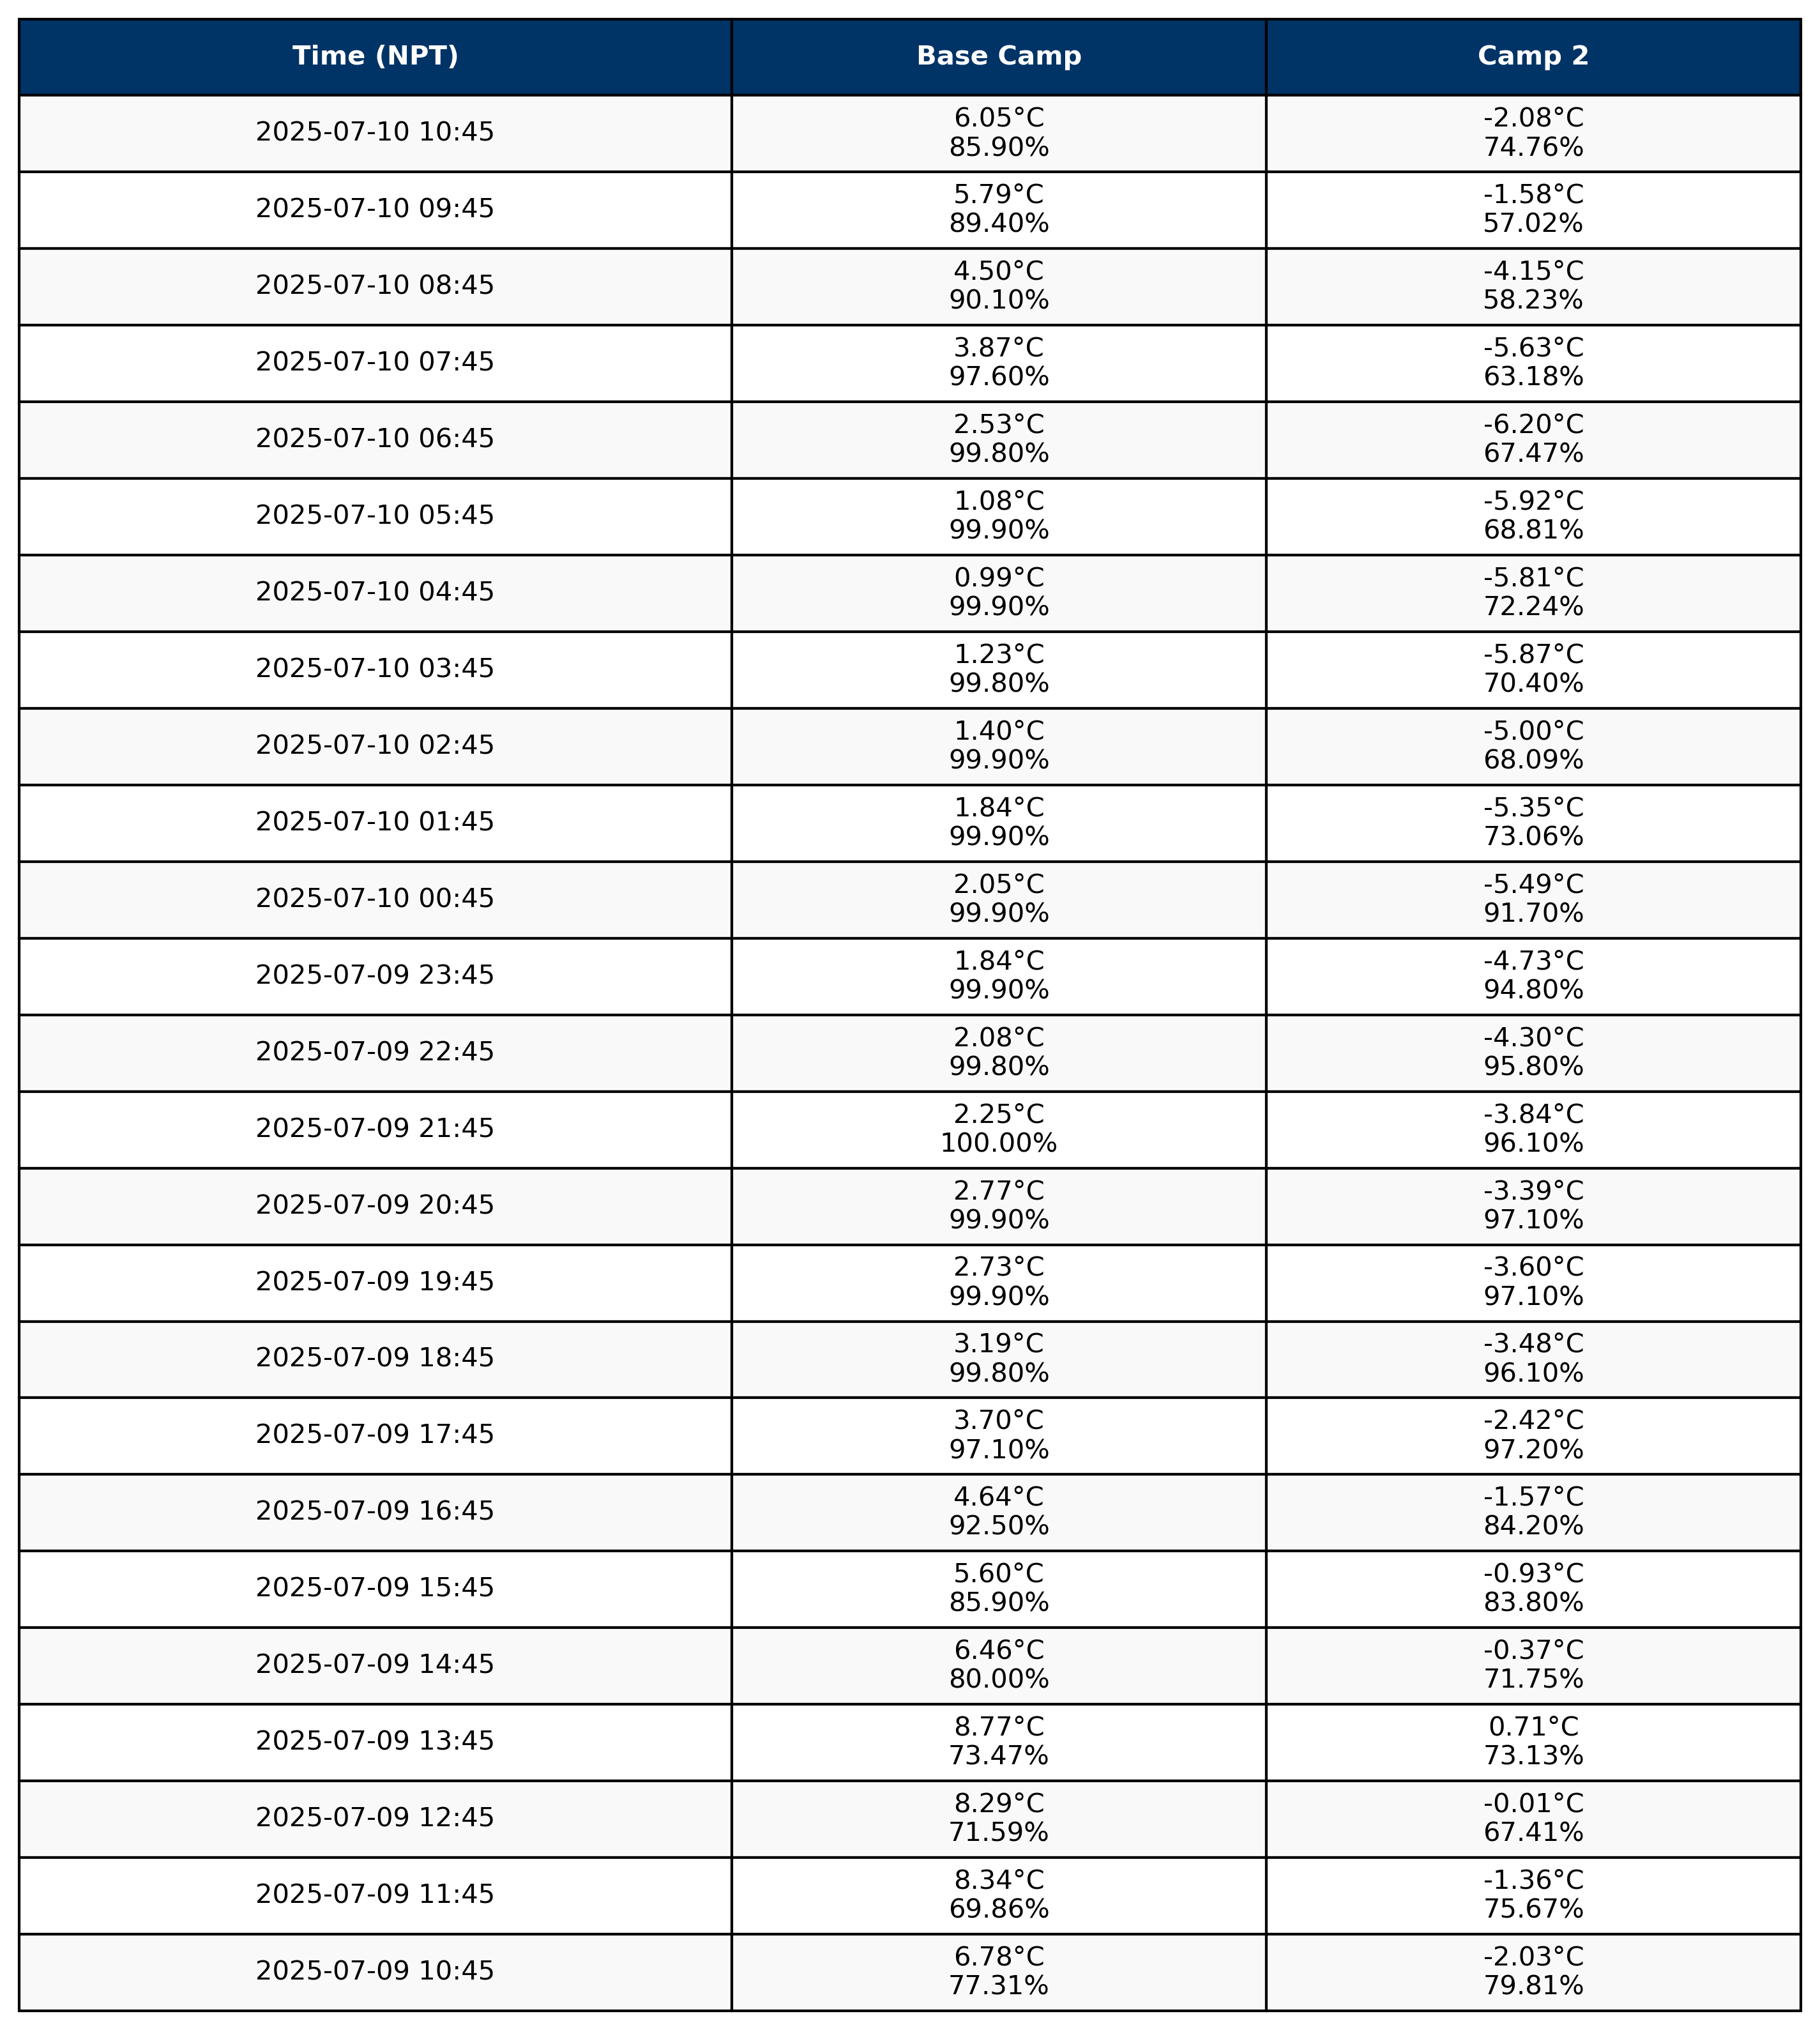 Time (NPT) Base Camp Camp 2
2025-07-10 10:45 6.05°C -2.08°C
85.90% 74.76%
2025-07-10 09:45 5.79°C -1.58°C
89.40% 57.02%
2025-07-10 08:45 4.50°C -4.15°C
90.10% 58.23%
2025-07-10 07:45 3.87°C -5.63°C
97.60% 63.18%
2025-07-10 06:45 2.53°C -6.20°C
99.80% 67.47%
2025-07-10 05:45 1.08°C -5.92°C
99.90% 68.81%
2025-07-10 04:45 0.99°C -5.81°C
99.90% 72.24%
2025-07-10 03:45 1.23°C -5.87°C
99.80% 70.40%
2025-07-10 02:45 1.40°C -5.00°C
99.90% 68.09%
2025-07-10 01:45 1.84°C -5.35°C
99.90% 73.06%
2025-07-10 00:45 2.05°C -5.49°C
99.90% 91.70%
2025-07-09 23:45 1.84°C -4.73°C
99.90% 94.80%
2025-07-09 22:45 2.08°C -4.30°C
99.80% 95.80%
2025-07-09 21:45 2.25°C -3.84°C
100.00% 96.10%
2025-07-09 20:45 2.77°C -3.39°C
99.90% 97.10%
2025-07-09 19:45 2.73°C -3.60°C
99.90% 97.10%
2025-07-09 18:45 3.19°C -3.48°C
99.80% 96.10%
2025-07-09 17:45 3.70°C -2.42°C
97.10% 97.20%
2025-07-09 16:45 4.64°C -1.57°C
92.50% 84.20%
2025-07-09 15:45 5.60°C -0.93°C
85.90% 83.80%
2025-07-09 14:45 6.46°C -0.37°C
80.00% 71.75%
2025-07-09 13:45 8.77°C 0.71°C
73.47% 73.13%
2025-07-09 12:45 8.29°C -0.01°C
71.59% 67.41%
2025-07-09 11:45 8.34°C -1.36°C
69.86% 75.67%
2025-07-09 10:45 6.78°C -2.03°C
77.31% 79.81%